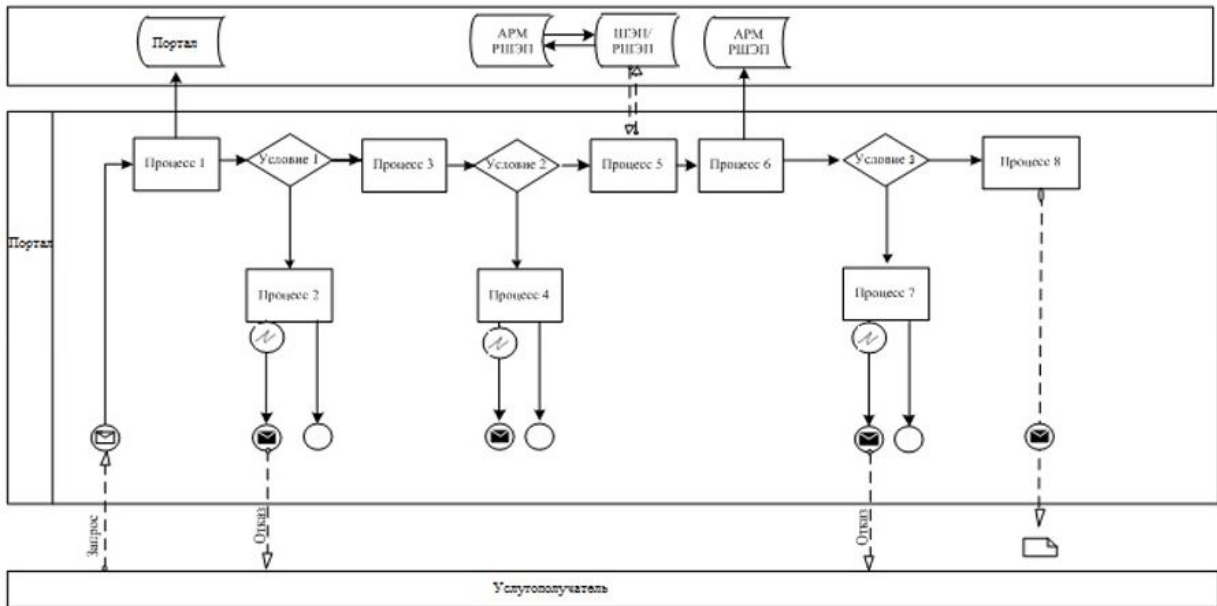 Портал
АРМ
РШЭП
ШЭП/
РШЭП
АРМ
РШЭП
Портал
Процесс 1
Условие 1
Процесс 3
Условие 2
Процесс 5
Процесс 6
Условие 3
Процесс 8
Процесс 2
Процесс 4
Процесс 7
Запрос
Отказ
Отказ
Услугополучатель